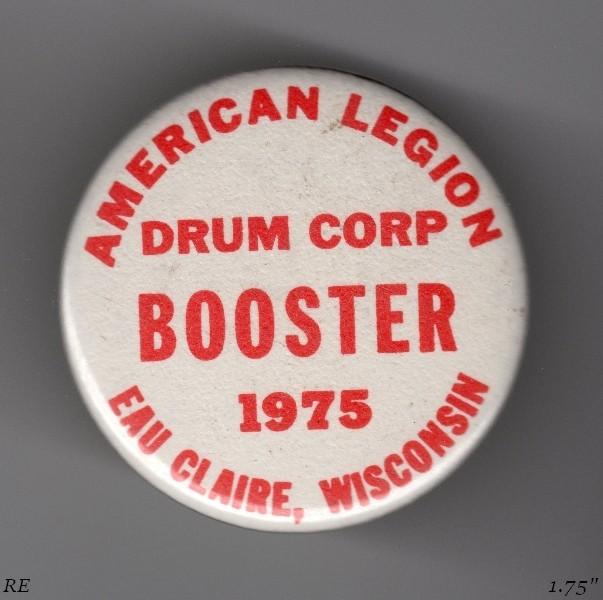 AMERICAN LEGION
DRUM CORP
BOOSTER
1975
EAU CLAIRE, WISCONSIN
RE
1.75"